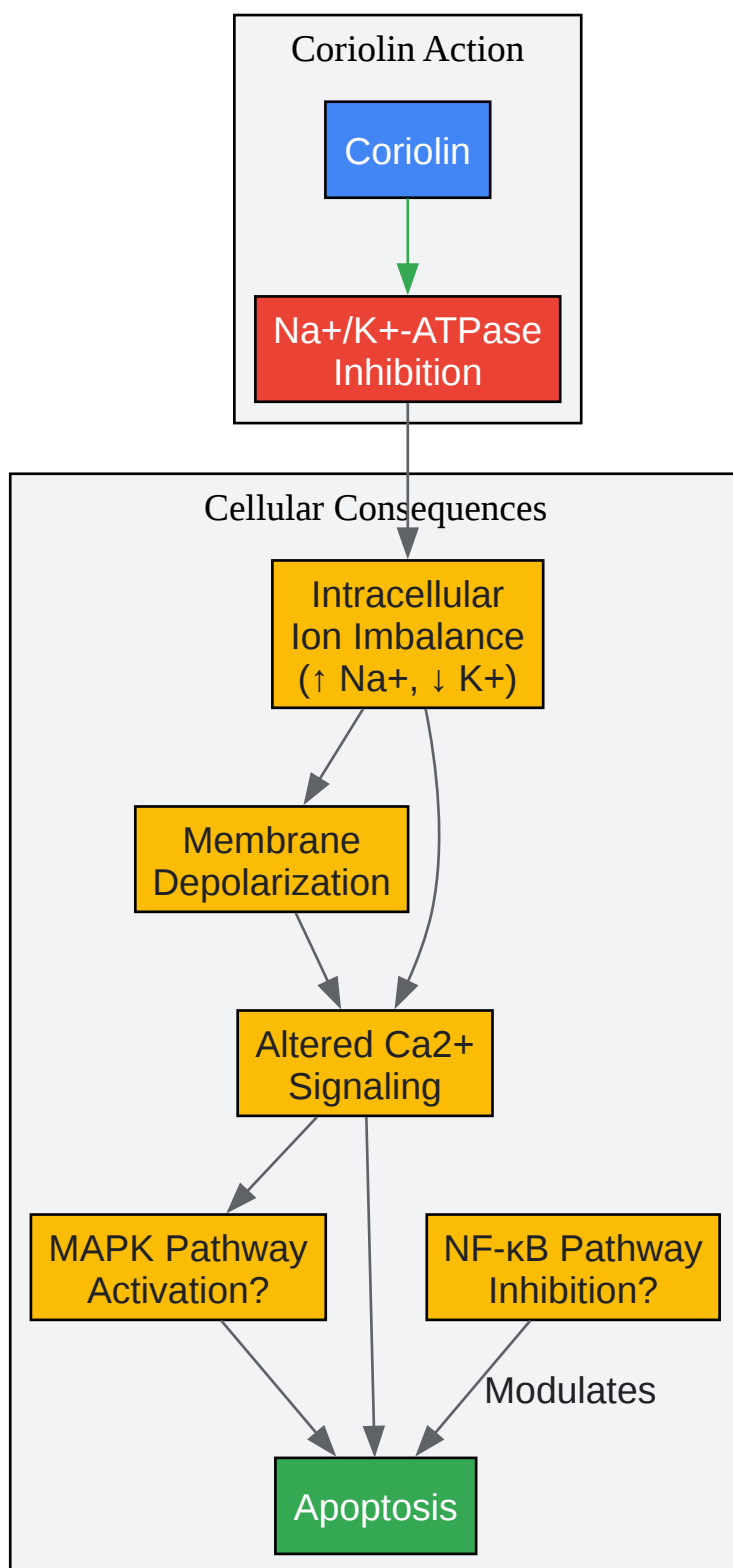 Coriolin Action
Coriolin
Na+/K+-ATPase
Inhibition
Cellular Consequences
Intracellular
Ion Imbalance
(↑ Na+, ↓ K+)
Membrane
Depolarization
Altered Ca2+
Signaling
MAPK Pathway
Activation?
NF-κB Pathway
Inhibition?
Modulates
Apoptosis